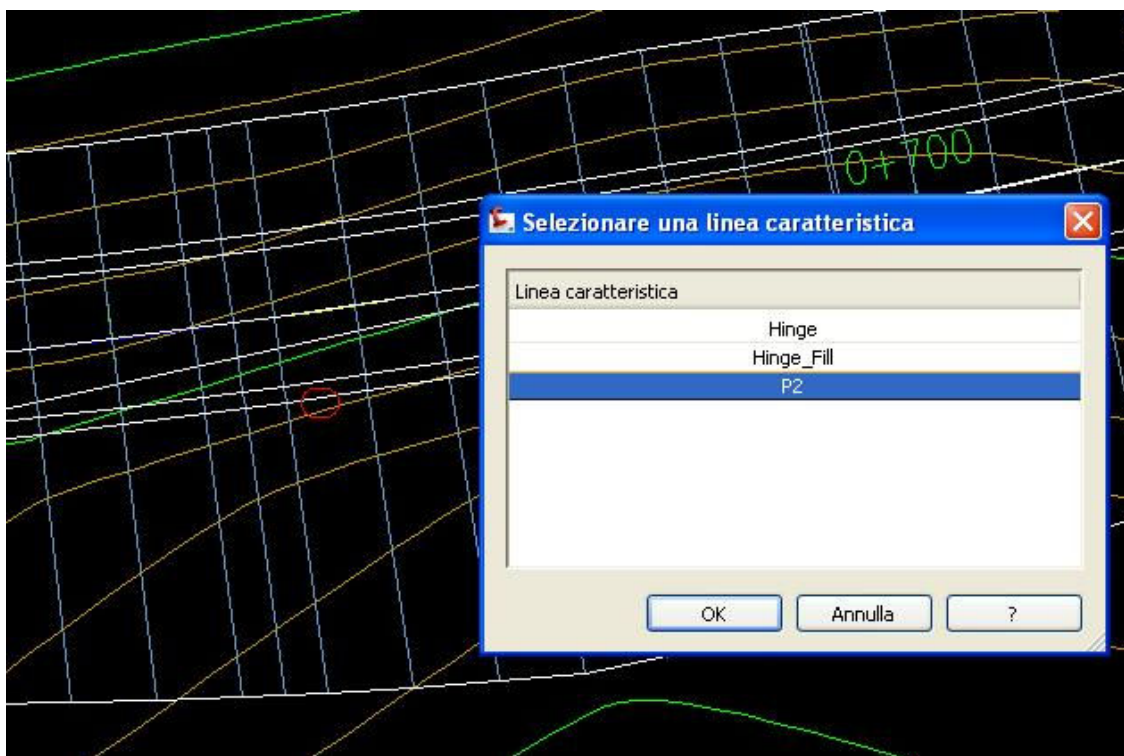 0+700
Selezionare una linea caratteristica
Linea caratteristica
Hinge
Hinge_Fill
P2
OK
Annulla
?